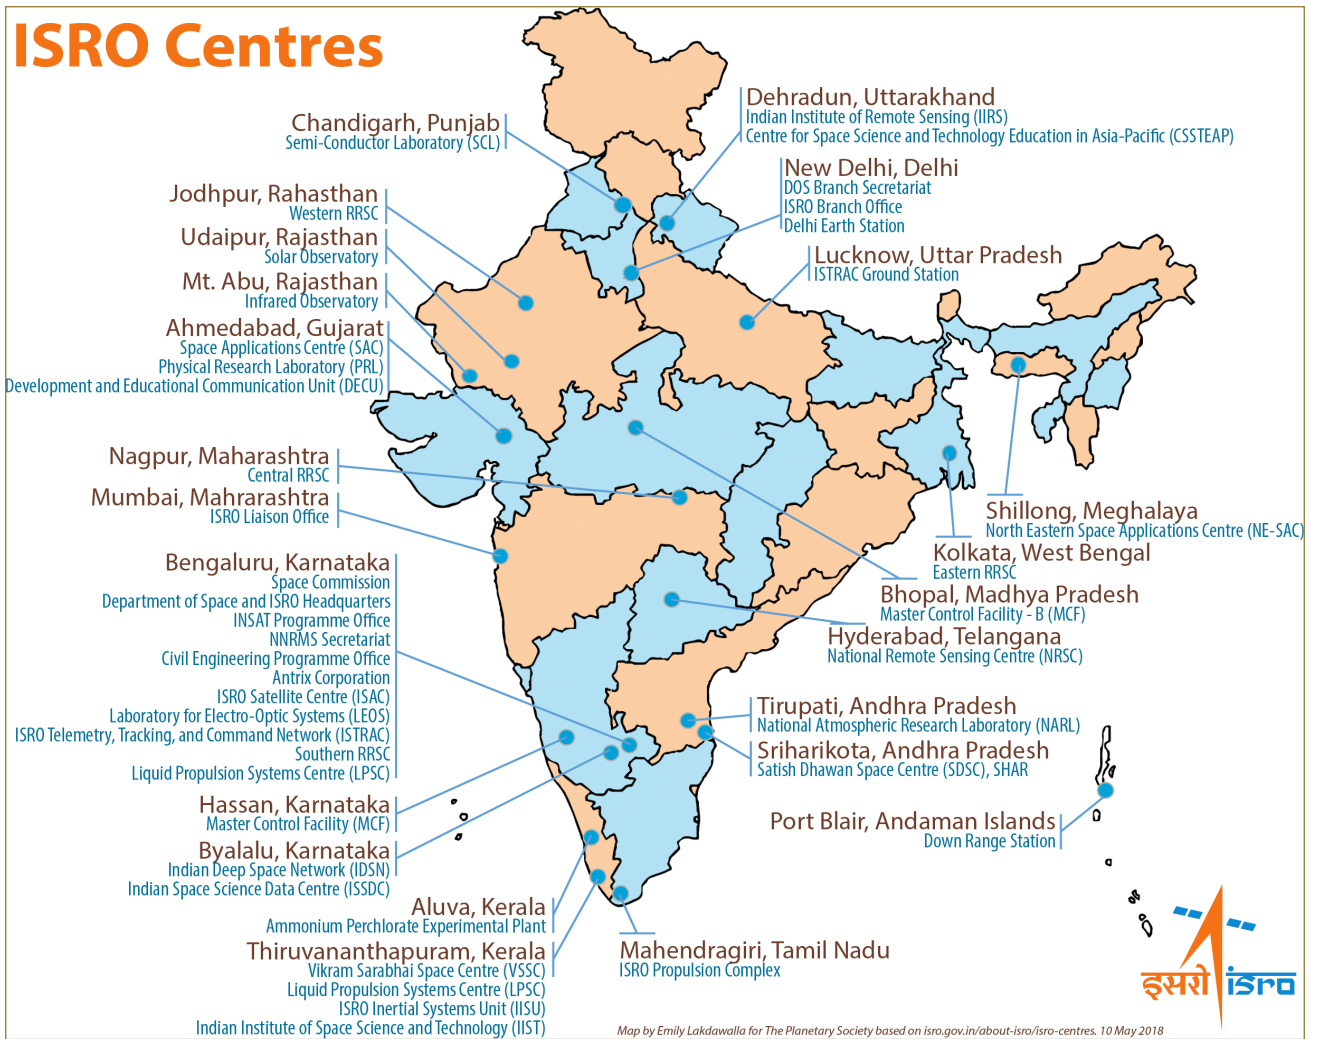 ISRO Centres
Chandigarh, Punjab
Semi-Conductor Laboratory (SCL)
Jodhpur, Rahasthan
Western RRSC
Udaipur, Rajasthan
Solar Observatory
Mt. Abu, Rajasthan
Infrared Observatory
Ahmedabad, Gujarat
Space Applications Centre (SAC)
Physical Research Laboratory (PRL)
Development and Educational Communication Unit (DECU)
Nagpur, Maharashtra
Central RRSC
Mumbai, Mahrarashtra
ISRO Liaison Office
Bengaluru, Karnataka
Space Commission
Department of Space and ISRO Headquarters
INSAT Programme Office
NNRMS Secretariat
Civil Engineering Programme Office
Antrix Corporation
ISRO Satellite Centre (ISAC)
Laboratory for Electro-Optic Systems (LEOS)
ISRO Telemetry, Tracking, and Command Network (ISTRAC)
Southern RRSC
Liquid Propulsion Systems Centre (LPSC)
Hassan, Karnataka
Master Control Facility (MCF)
Byalalu, Karnataka
Indian Deep Space Network (IDSN)
Indian Space Science Data Centre (ISSDC)
Aluva, Kerala
Ammonium Perchlorate Experimental Plant
Thiruvananthapuram, Kerala
Vikram Sarabhai Space Centre (VSSC)
Liquid Propulsion Systems Centre (LPSC)
ISRO Inertial Systems Unit (IISU)
Indian Institute of Space Science and Technology (IIST)
Dehradun, Uttarakhand
Indian Institute of Remote Sensing (IIRS)
Centre for Space Science and Technology Education in Asia-Pacific (CSSTEAP)
New Delhi, Delhi
DOS Branch Secretariat
ISRO Branch Office
Delhi Earth Station
Lucknow, Uttar Pradesh
ISTRAC Ground Station
Shillong, Meghalaya
North Eastern Space Applications Centre (NE-SAC)
Kolkata, West Bengal
Eastern RRSC
Bhopal, Madhya Pradesh
Master Control Facility - B (MCF)
Hyderabad, Telangana
National Remote Sensing Centre (NRSC)
Tirupati, Andhra Pradesh
National Atmospheric Research Laboratory (NARL)
Sriharikota, Andhra Pradesh
Satish Dhawan Space Centre (SDSC), SHAR
Port Blair, Andaman Islands
Down Range Station
Mahendragiri, Tamil Nadu
ISRO Propulsion Complex
इसरो isro
Map by Emily Lakdawalla for The Planetary Society based on isro.gov.in/about-isro/isro-centres. 10 May 2018